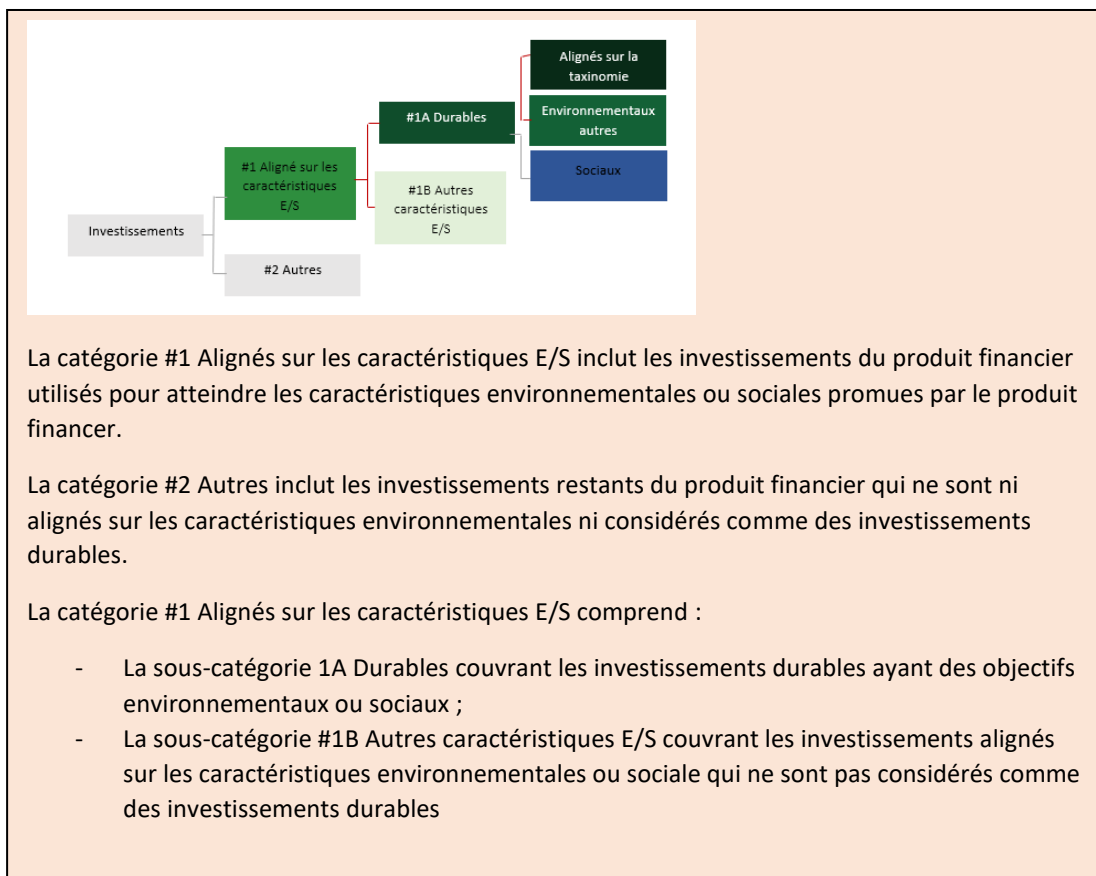 Alignés sur la
taxinomie
#1A Durables
Environnementaux
autres
#1 Aligné sur les
caractéristiques
E/S
Sociaux
#1B Autres
caractéristiques
E/S
Investissements
#2 Autres
La catégorie #1 Alignés sur les caractéristiques E/S inclut les investissements du produit financier
utilisés pour atteindre les caractéristiques environnementales ou sociales promues par le produit
financer.
La catégorie #2 Autres inclut les investissements restants du produit financier qui ne sont ni
alignés sur les caractéristiques environnementales ni considérés comme des investissements
durables.
La catégorie #1 Alignés sur les caractéristiques E/S comprend :
- La sous-catégorie 1A Durables couvrant les investissements durables ayant des objectifs
environnementaux ou sociaux ;
- La sous-catégorie #1B Autres caractéristiques E/S couvrant les investissements alignés
sur les caractéristiques environnementales ou sociale qui ne sont pas considérés comme
des investissements durables